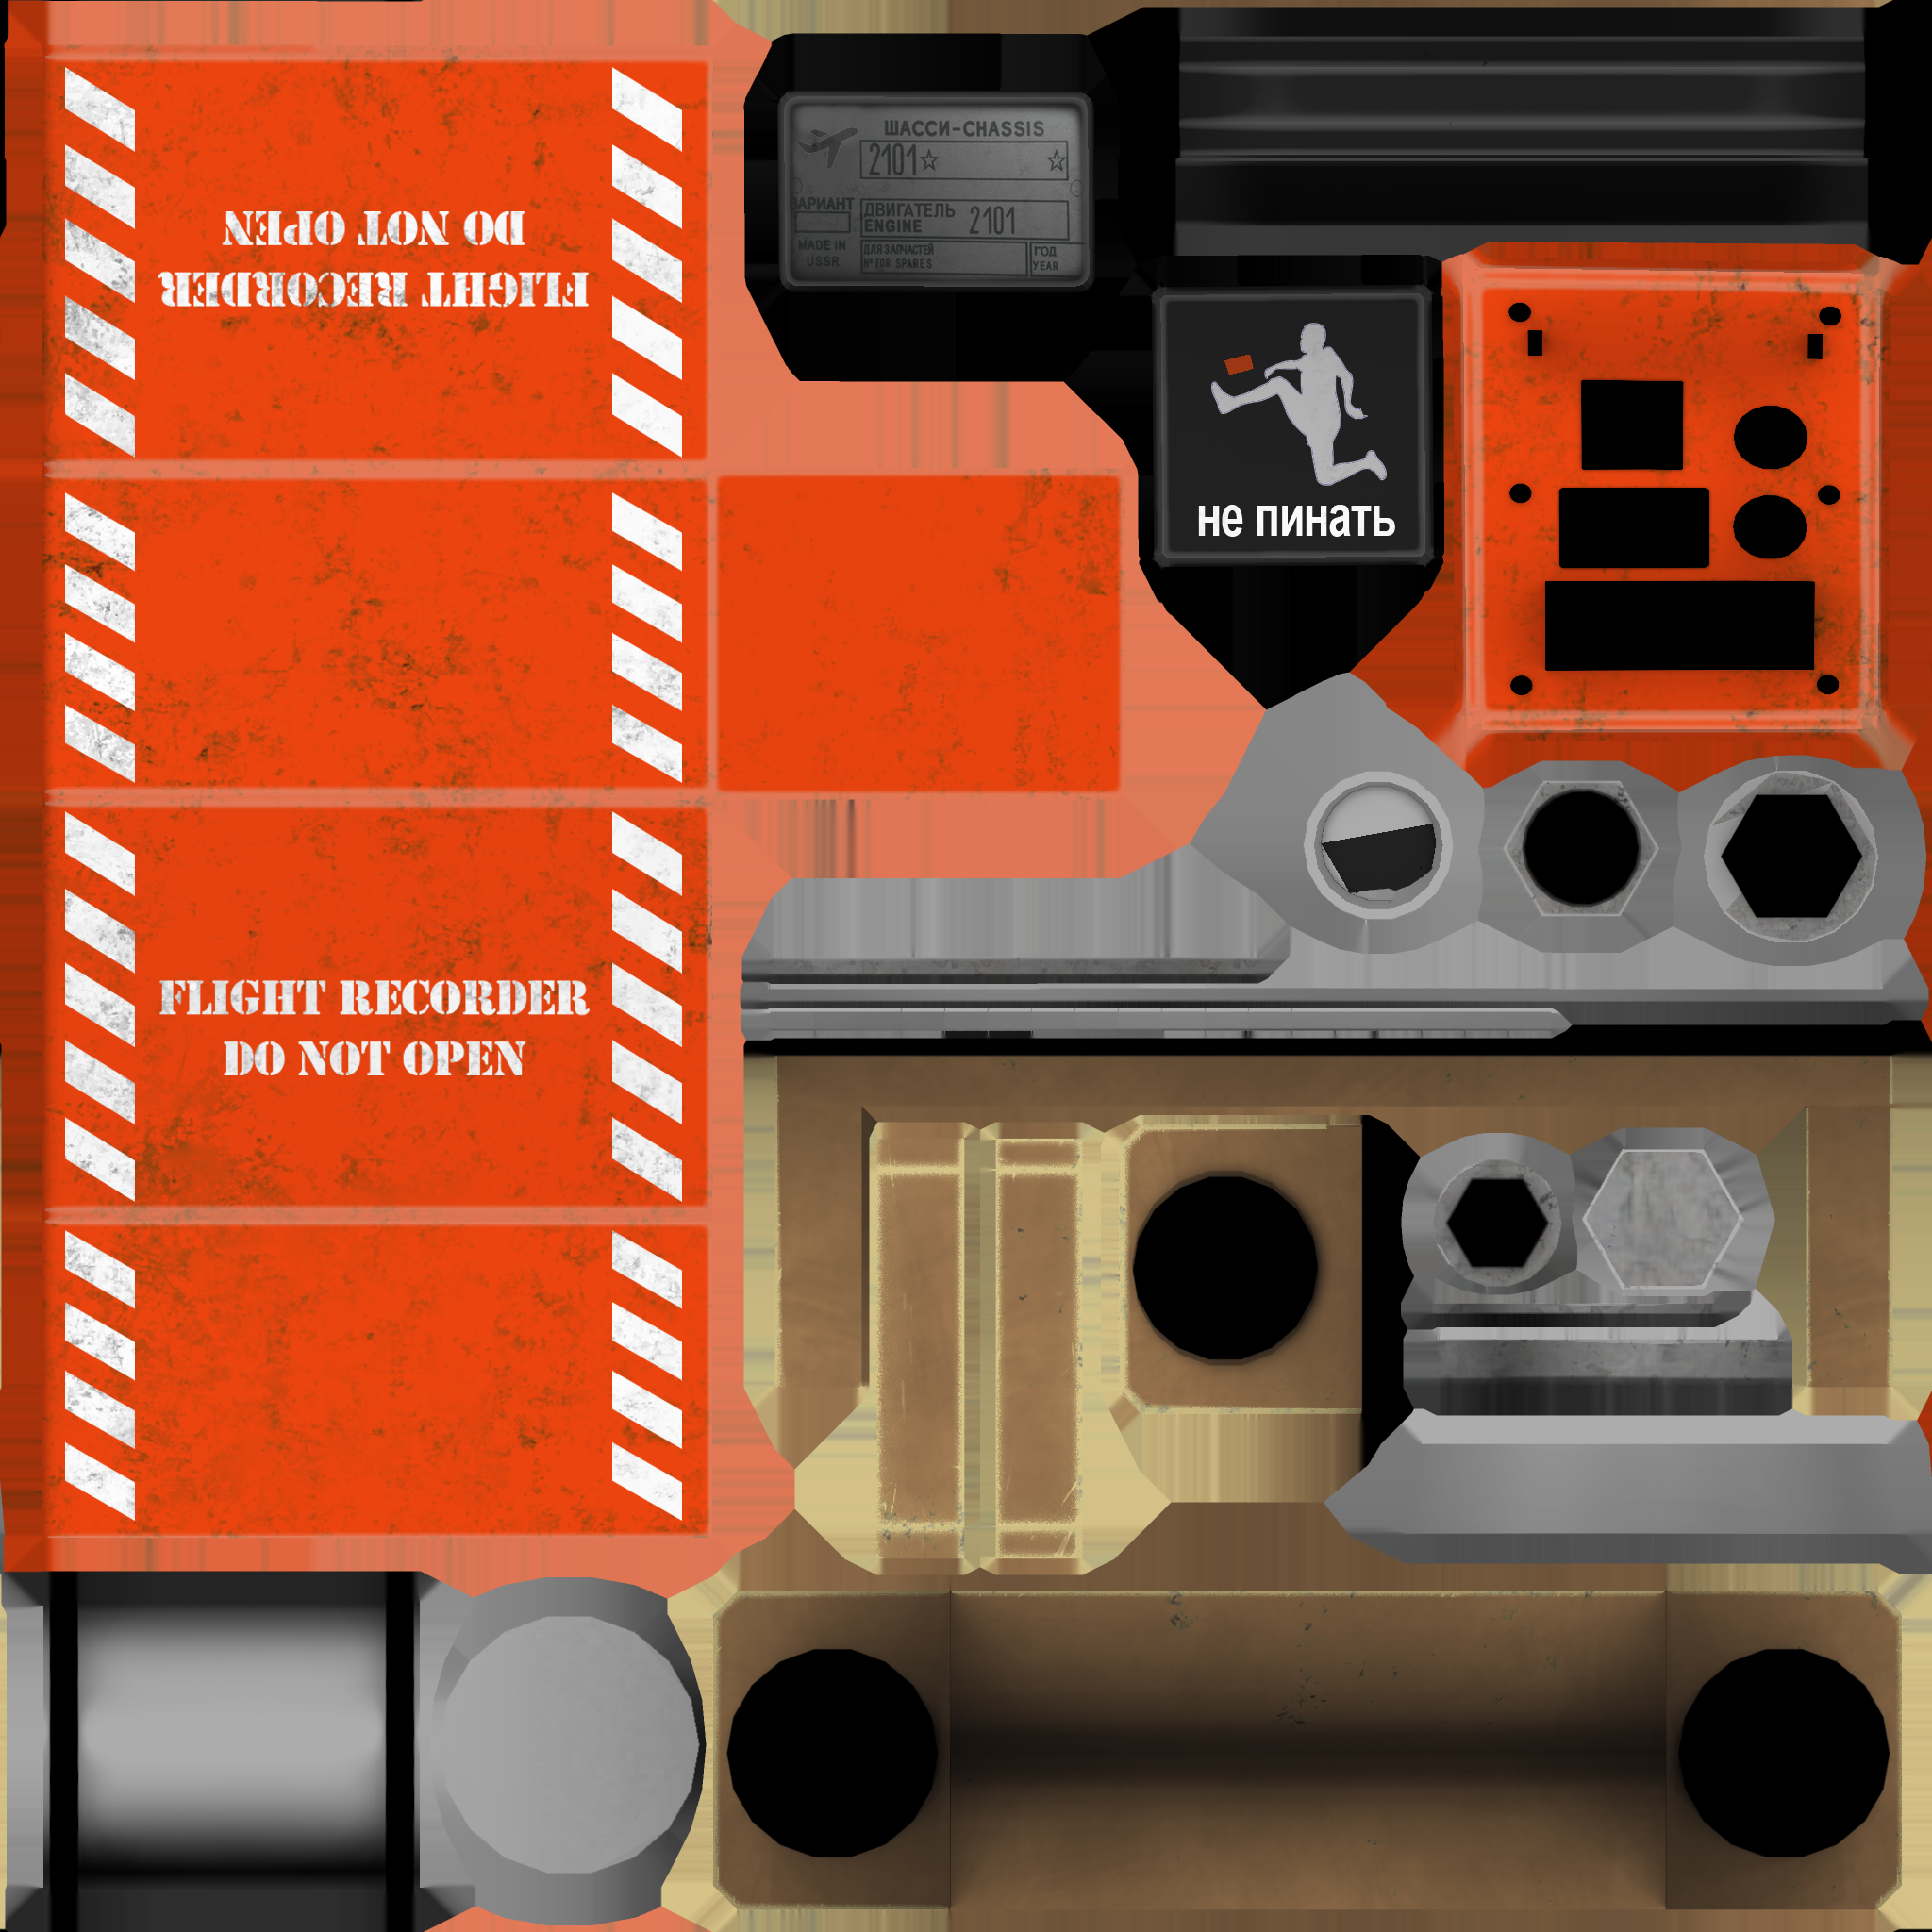 DO NOT OPEN
FLIGHT RECORDER
ШАССИ-CHASSIS
2101☆ ☆
ВАРИАНТ
ДВИГАТЕЛЬ
ENGINE 2101
MADE IN
USSR
ДЛЯ ЗАПЧАСТЕЙ
№ FOR SPARES
ГОД
YEAR
не пинать
FLIGHT RECORDER
DO NOT OPEN